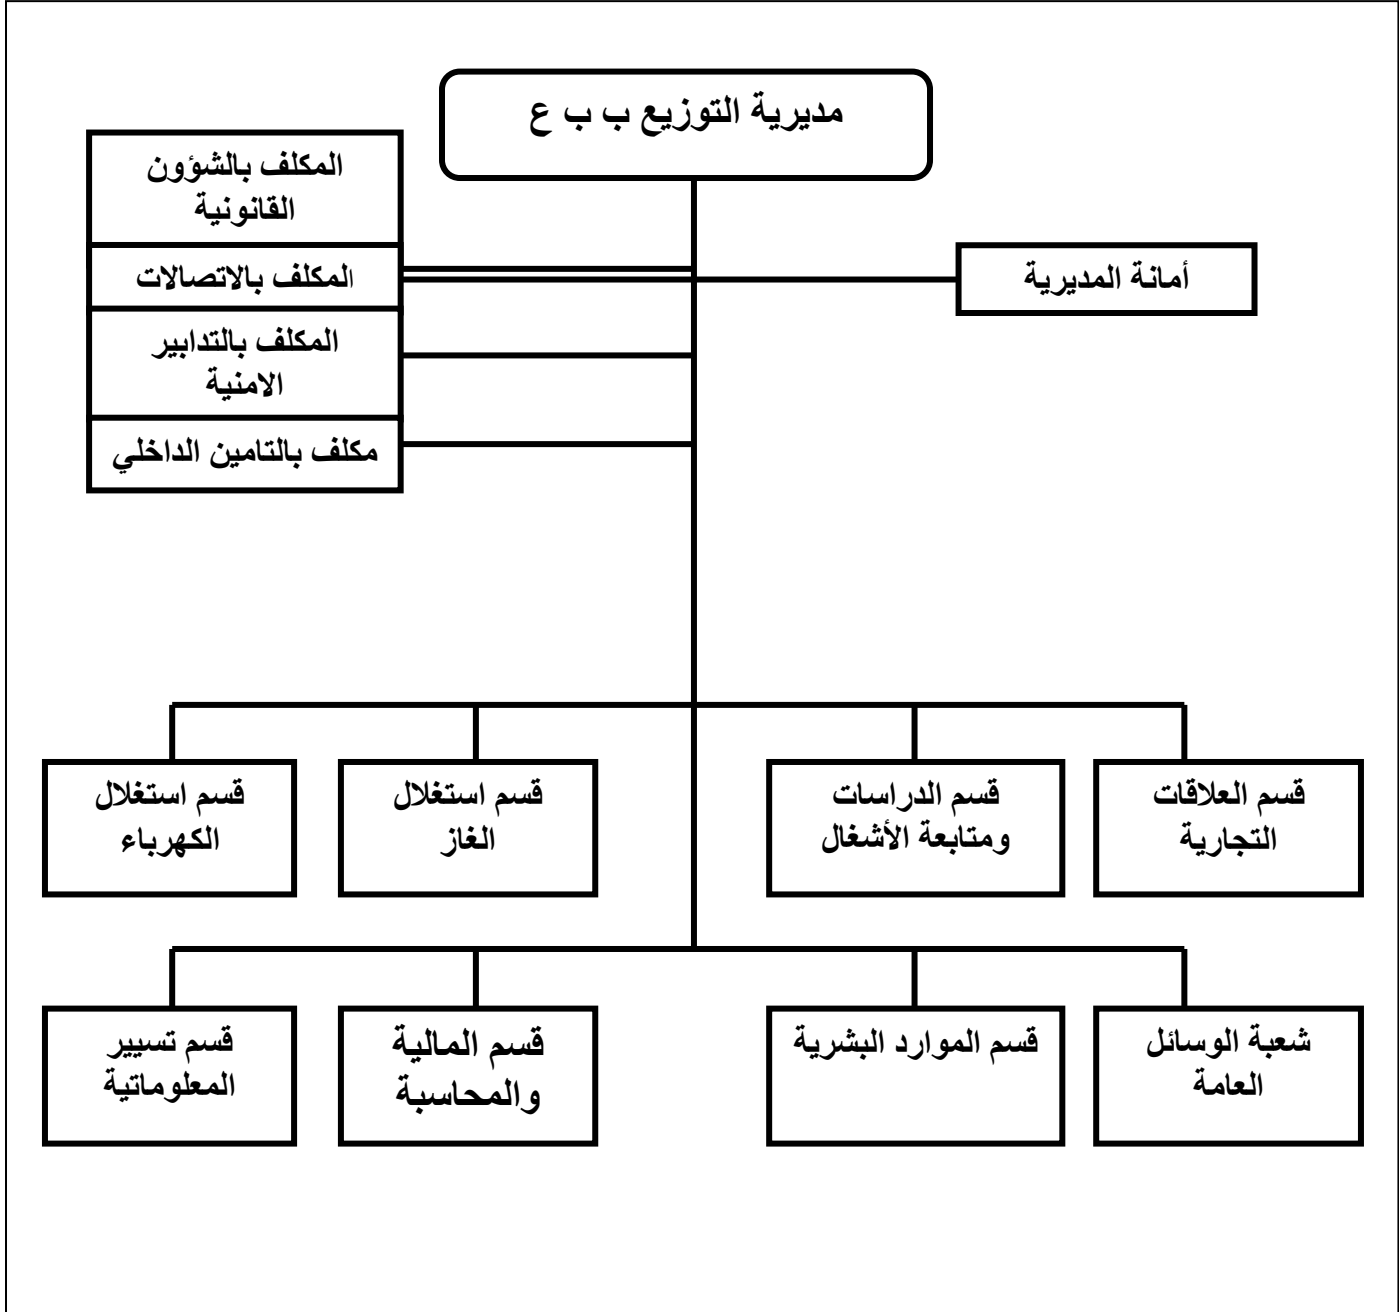 مديرية التوزيع ب ب ع
المكلف بالشؤون
القانونية
المكلف بالاتصالات
أمانة المديرية
المكلف بالتدابير
الامنية
مكلف بالتامين الداخلي
قسم العلاقات
التجارية
قسم الدراسات
ومتابعة الأشغال
قسم استغلال
الغاز
قسم استغلال
الكهرباء
شعبة الوسائل
العامة
قسم الموارد البشرية
قسم المالية
والمحاسبة
قسم تسيير
المعلوماتية